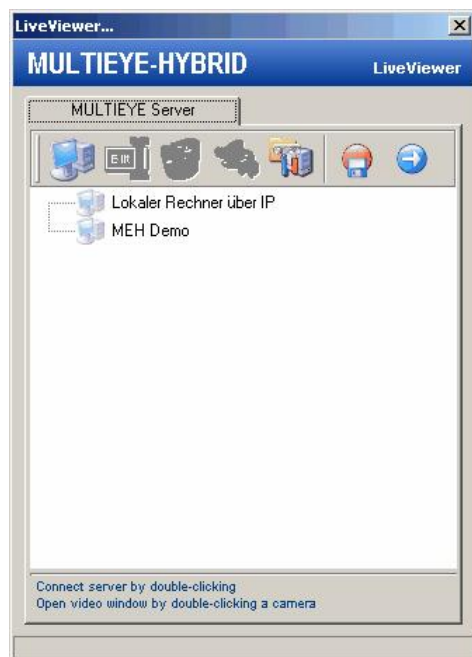 LiveViewer...
MULTIEYE-HYBRID LiveViewer
MULTIEYE Server
Edit
Lokaler Rechner über IP
MEH Demo
Connect server by double-clicking
Open video window by double-clicking a camera